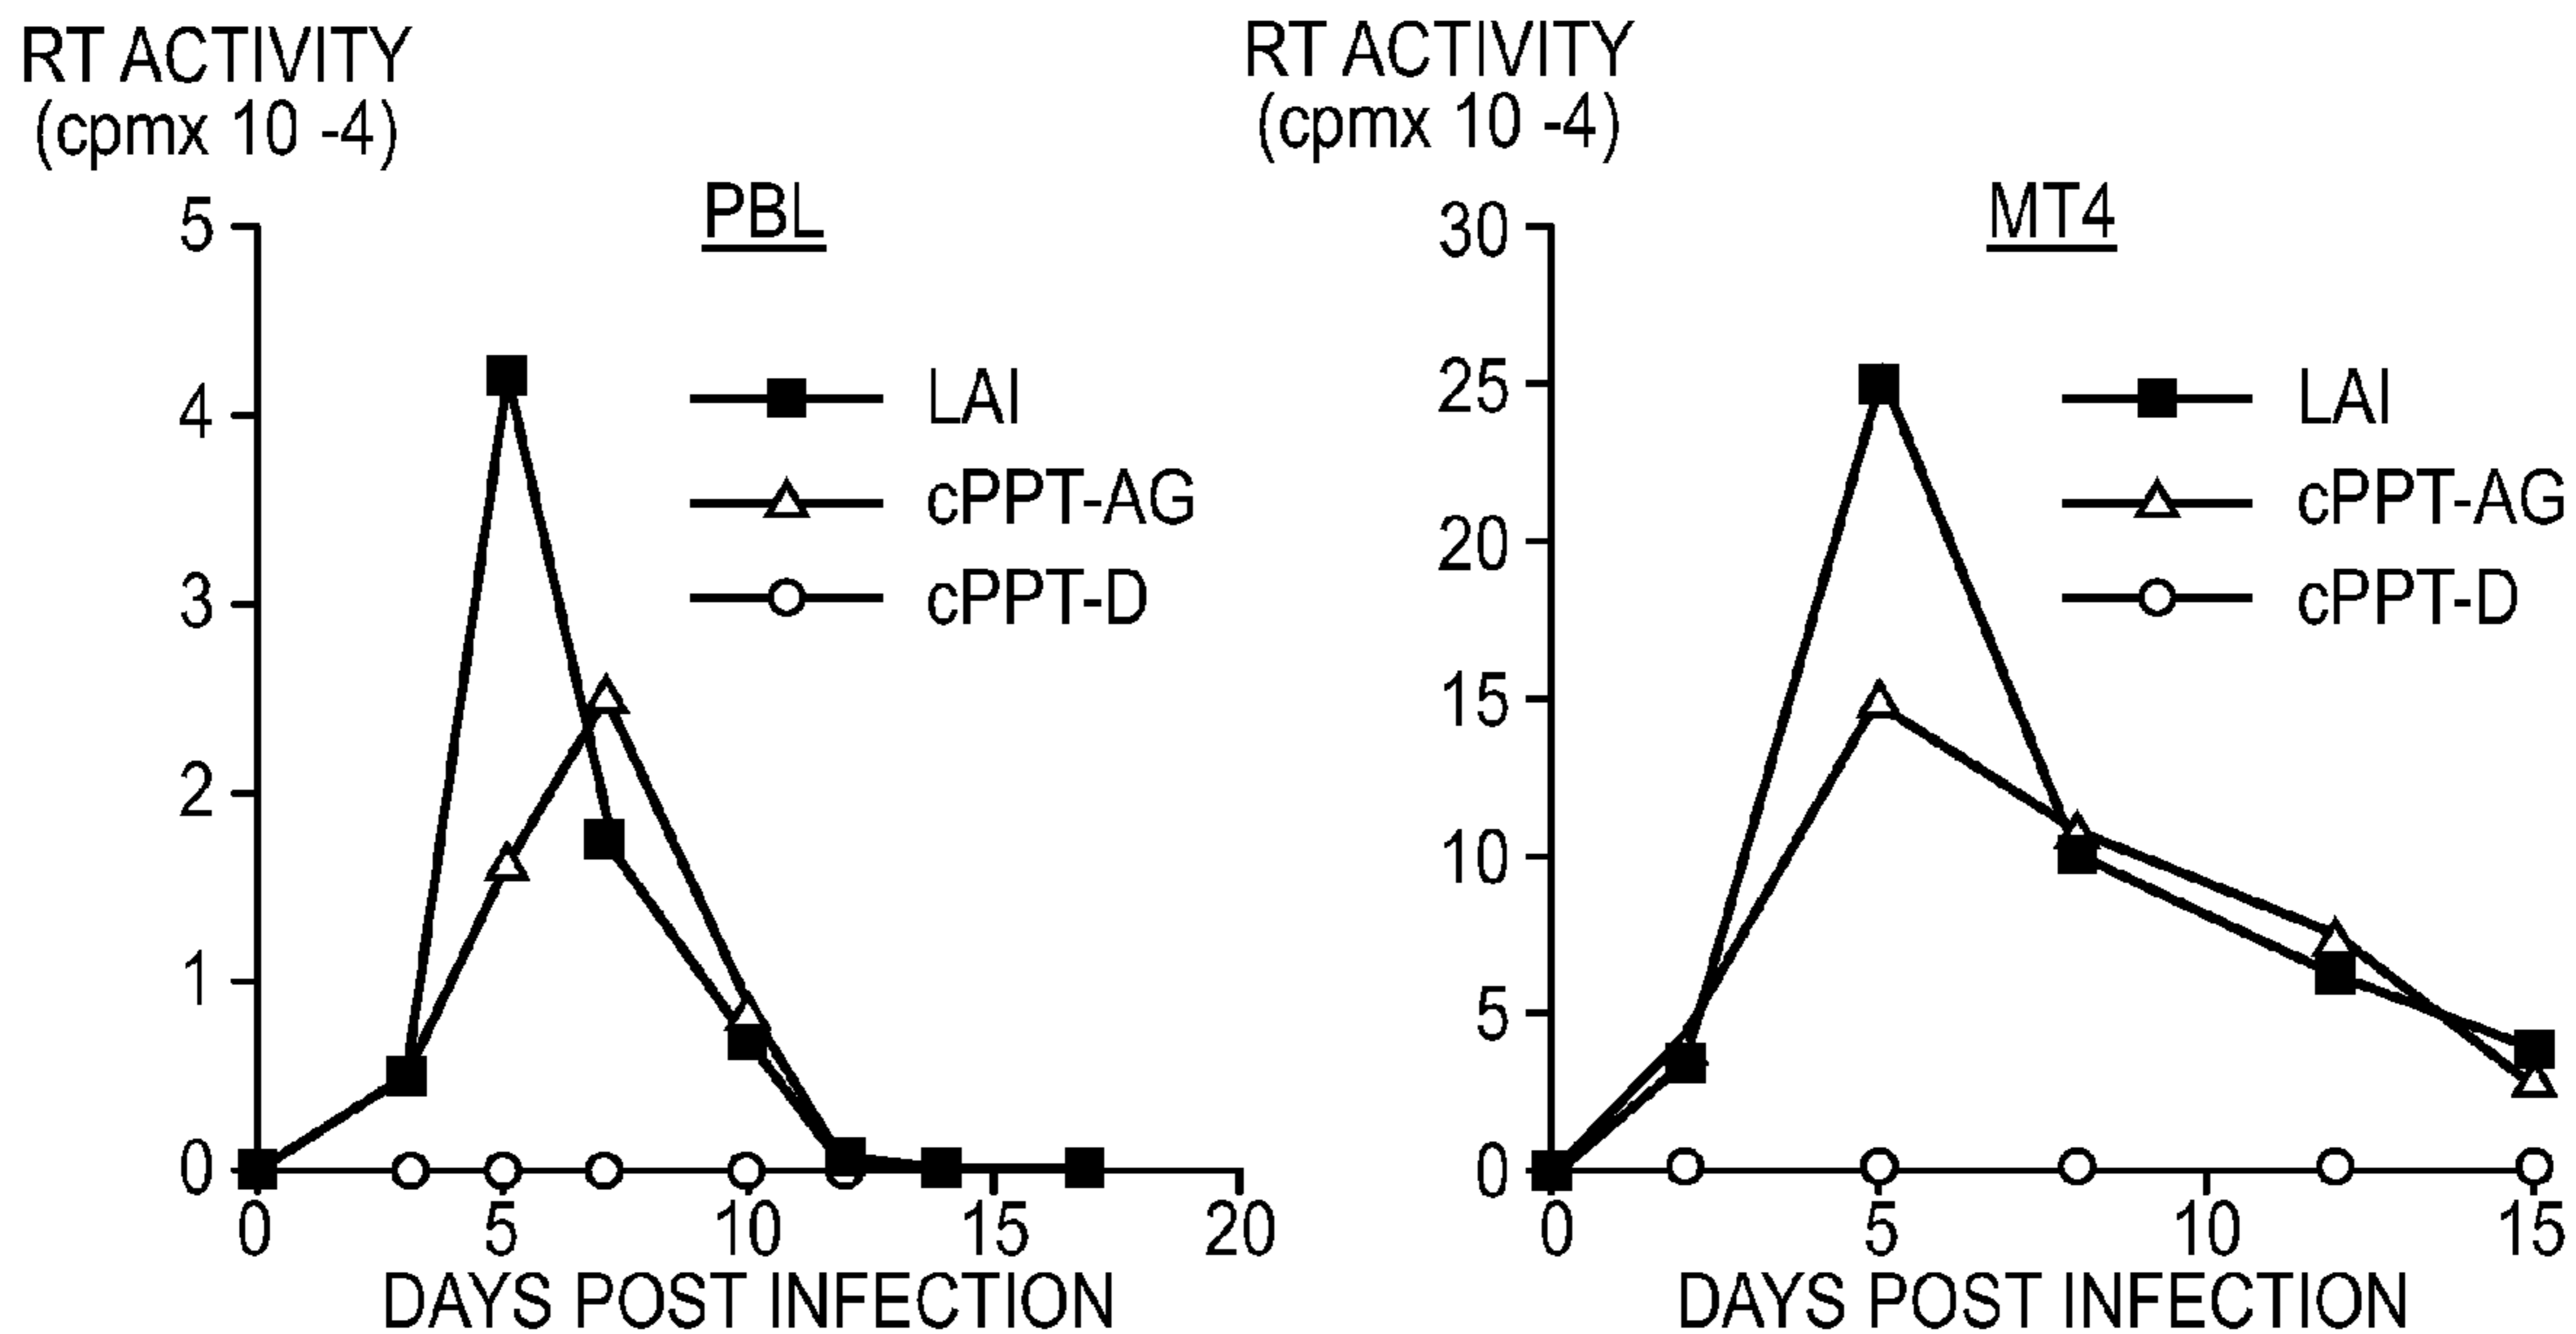 RT ACTIVITY
(cpmx 10 -4)
PBL
5
4
3
2
1
0
LAI
cPPT-AG
cPPT-D
0 5 10 15 20
DAYS POST INFECTION
RT ACTIVITY
(cpmx 10 -4)
MT4
30
25
20
15
10
5
0
LAI
cPPT-AG
cPPT-D
0 5 10 15
DAYS POST INFECTION